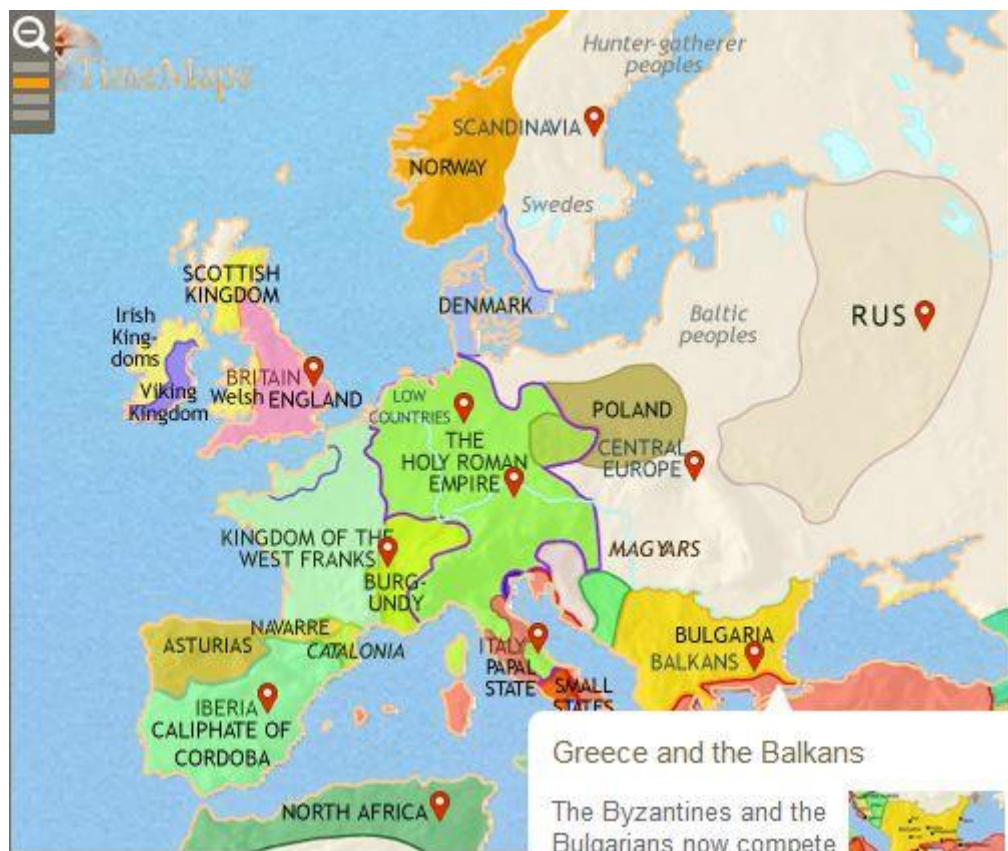 TimeMaps
Hunter-gatherer
peoples
SCANDINAVIA
NORWAY
Swedes
SCOTTISH
KINGDOM
DENMARK
Irish
King-
doms
Baltic
peoples
RUS
BRITAIN
Viking
Kingdom
Welsh
ENGLAND
LOW
COUNTRIES
POLAND
THE
HOLY ROMAN
EMPIRE
CENTRAL
EUROPE
KINGDOM OF THE
WEST FRANKS
MAGYARS
BURG-
UNDY
NAVARRE
ASTURIAS
CATALONIA
BULGARIA
BALKANS
ITALY
PAPAL
STATE
SMALL
STATES
IBERIA
CALIPHATE OF
CORDOBA
NORTH AFRICA
Greece and the Balkans
The Byzantines and the
Bulgarians now compete